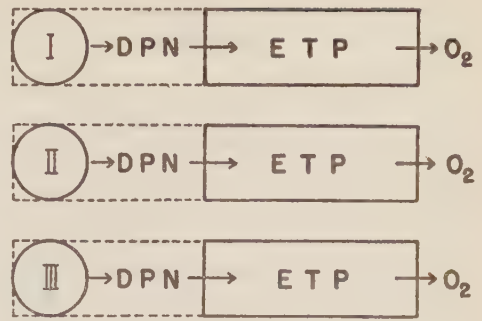 I → DPN → ETP → O₂
II → DPN → ETP → O₂
III → DPN → ETP → O₂